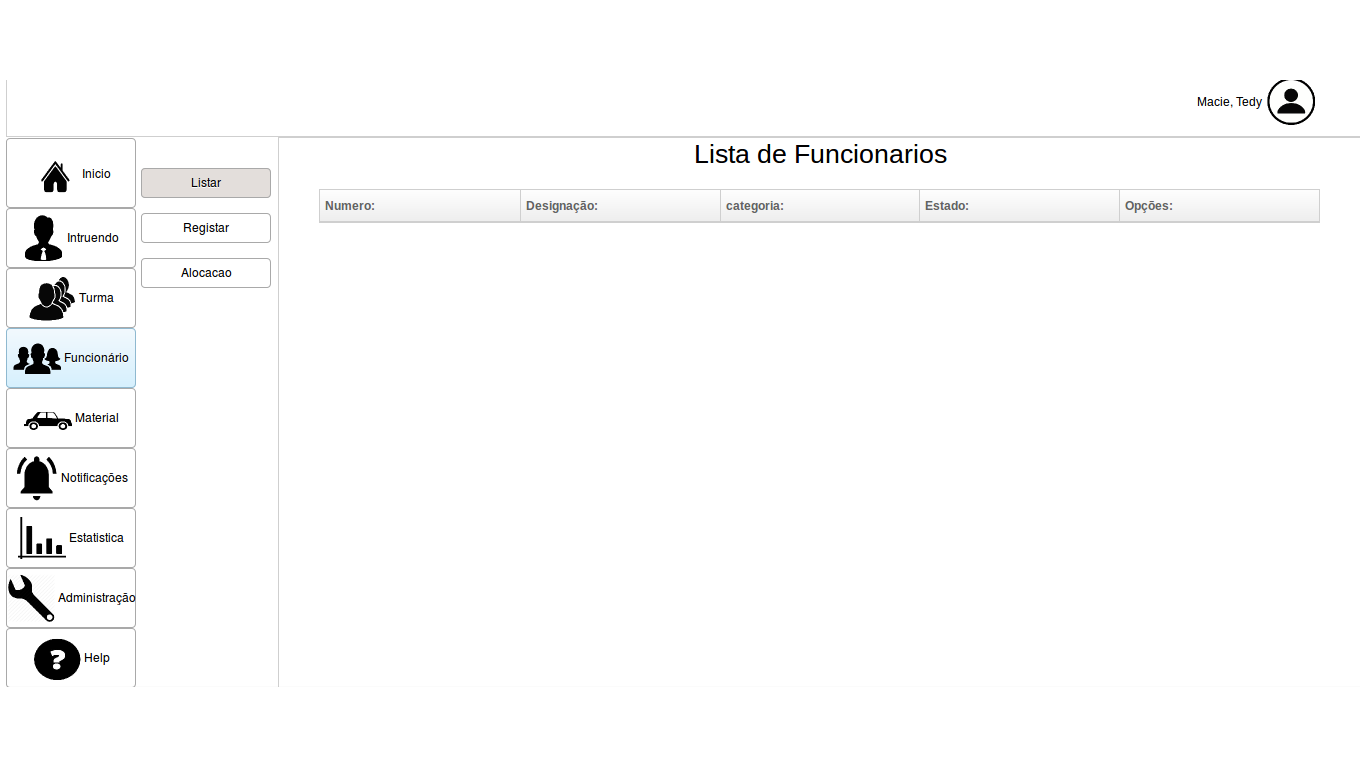 Macie, Tedy
Inicio
Intruendo
Turma
Funcionário
Material
Notificações
Estatistica
Administração
Help
Listar
Registar
Alocacao
Lista de Funcionarios
Numero: Designação: categoria: Estado: Opções: